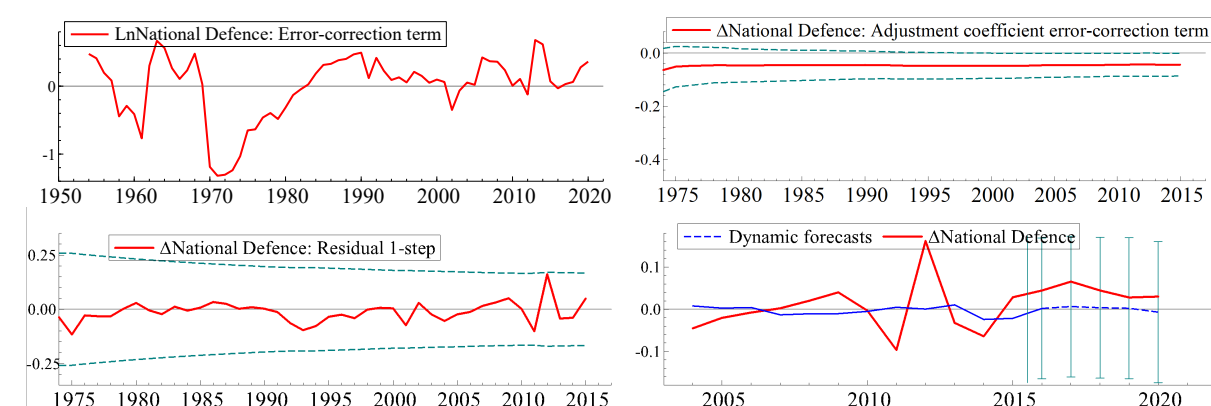 LnNational Defence: Error-correction term
0
-1
1950 1960 1970 1980 1990 2000 2010 2020
ΔNational Defence: Adjustment coefficient error-correction term
0.0
-0.2
-0.4
1975 1980 1985 1990 1995 2000 2005 2010 2015
ΔNational Defence: Residual 1-step
0.25
0.00
-0.25
1975 1980 1985 1990 1995 2000 2005 2010 2015
Dynamic forecasts ΔNational Defence
0.1
0.0
-0.1
2005 2010 2015 2020